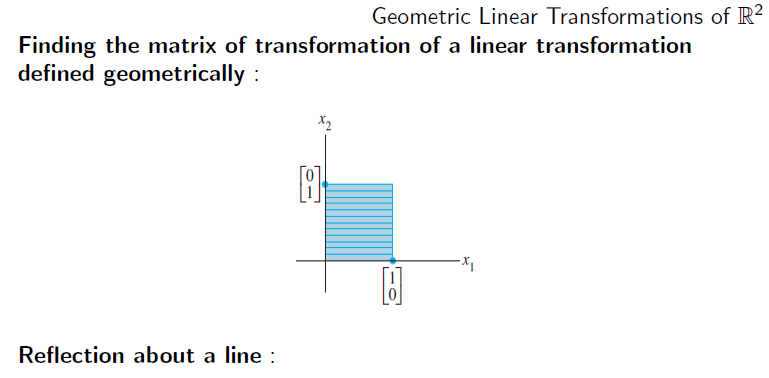 Geometric Linear Transformations of ℝ²
Finding the matrix of transformation of a linear transformation
defined geometrically :
x₂
[0
1]
x₁
[1
0]
Reflection about a line :